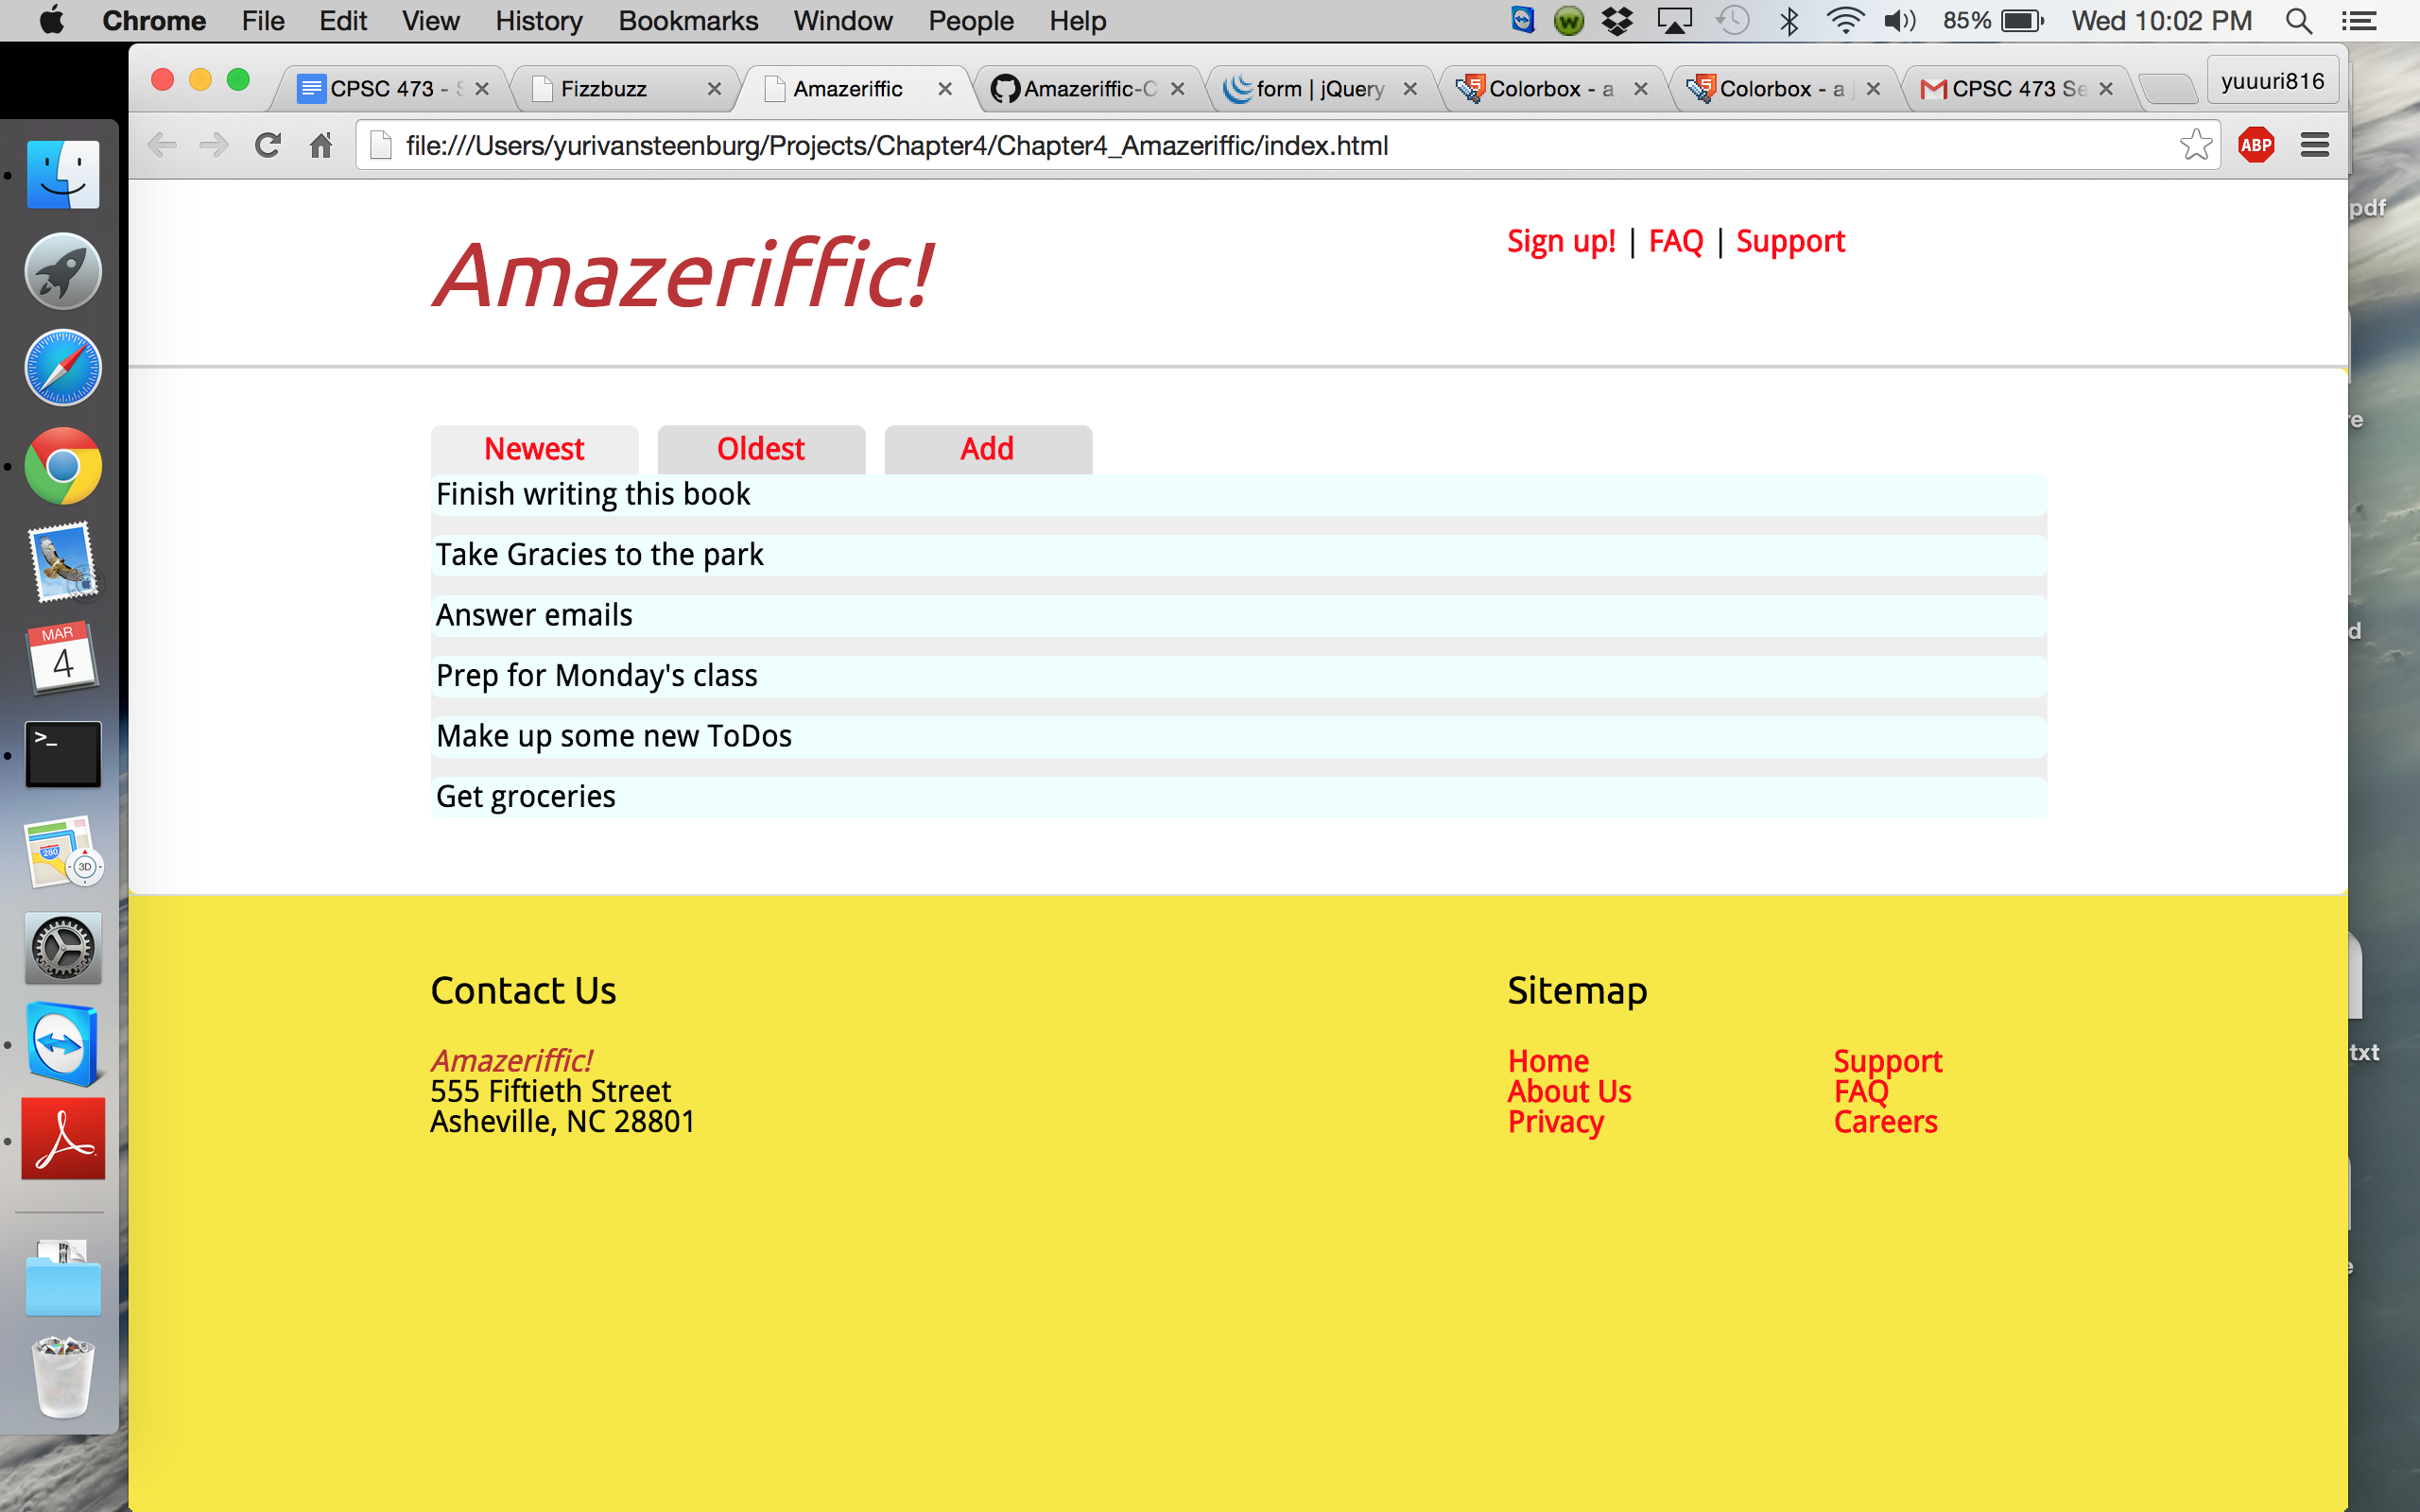 Chrome File Edit View History Bookmarks Window People Help 85% Wed 10:02 PM
CPSC 473 - Fizzbuzz Amazeriffic Amazeriffic-C form | jQuery Colorbox - a Colorbox - a CPSC 473 Se yuuuri816
file:///Users/yurivansteenburg/Projects/Chapter4/Chapter4_Amazeriffic/index.html ABP
pdf
Amazeriffic!
Sign up! | FAQ | Support
Newest Oldest Add
Finish writing this book
Take Gracies to the park
Answer emails
Prep for Monday's class
Make up some new ToDos
Get groceries
MAR
4
>_
280
3D
Contact Us
Amazeriffic!
555 Fiftieth Street
Asheville, NC 28801
Sitemap
Home
About Us
Privacy
Support
FAQ
Careers
txt